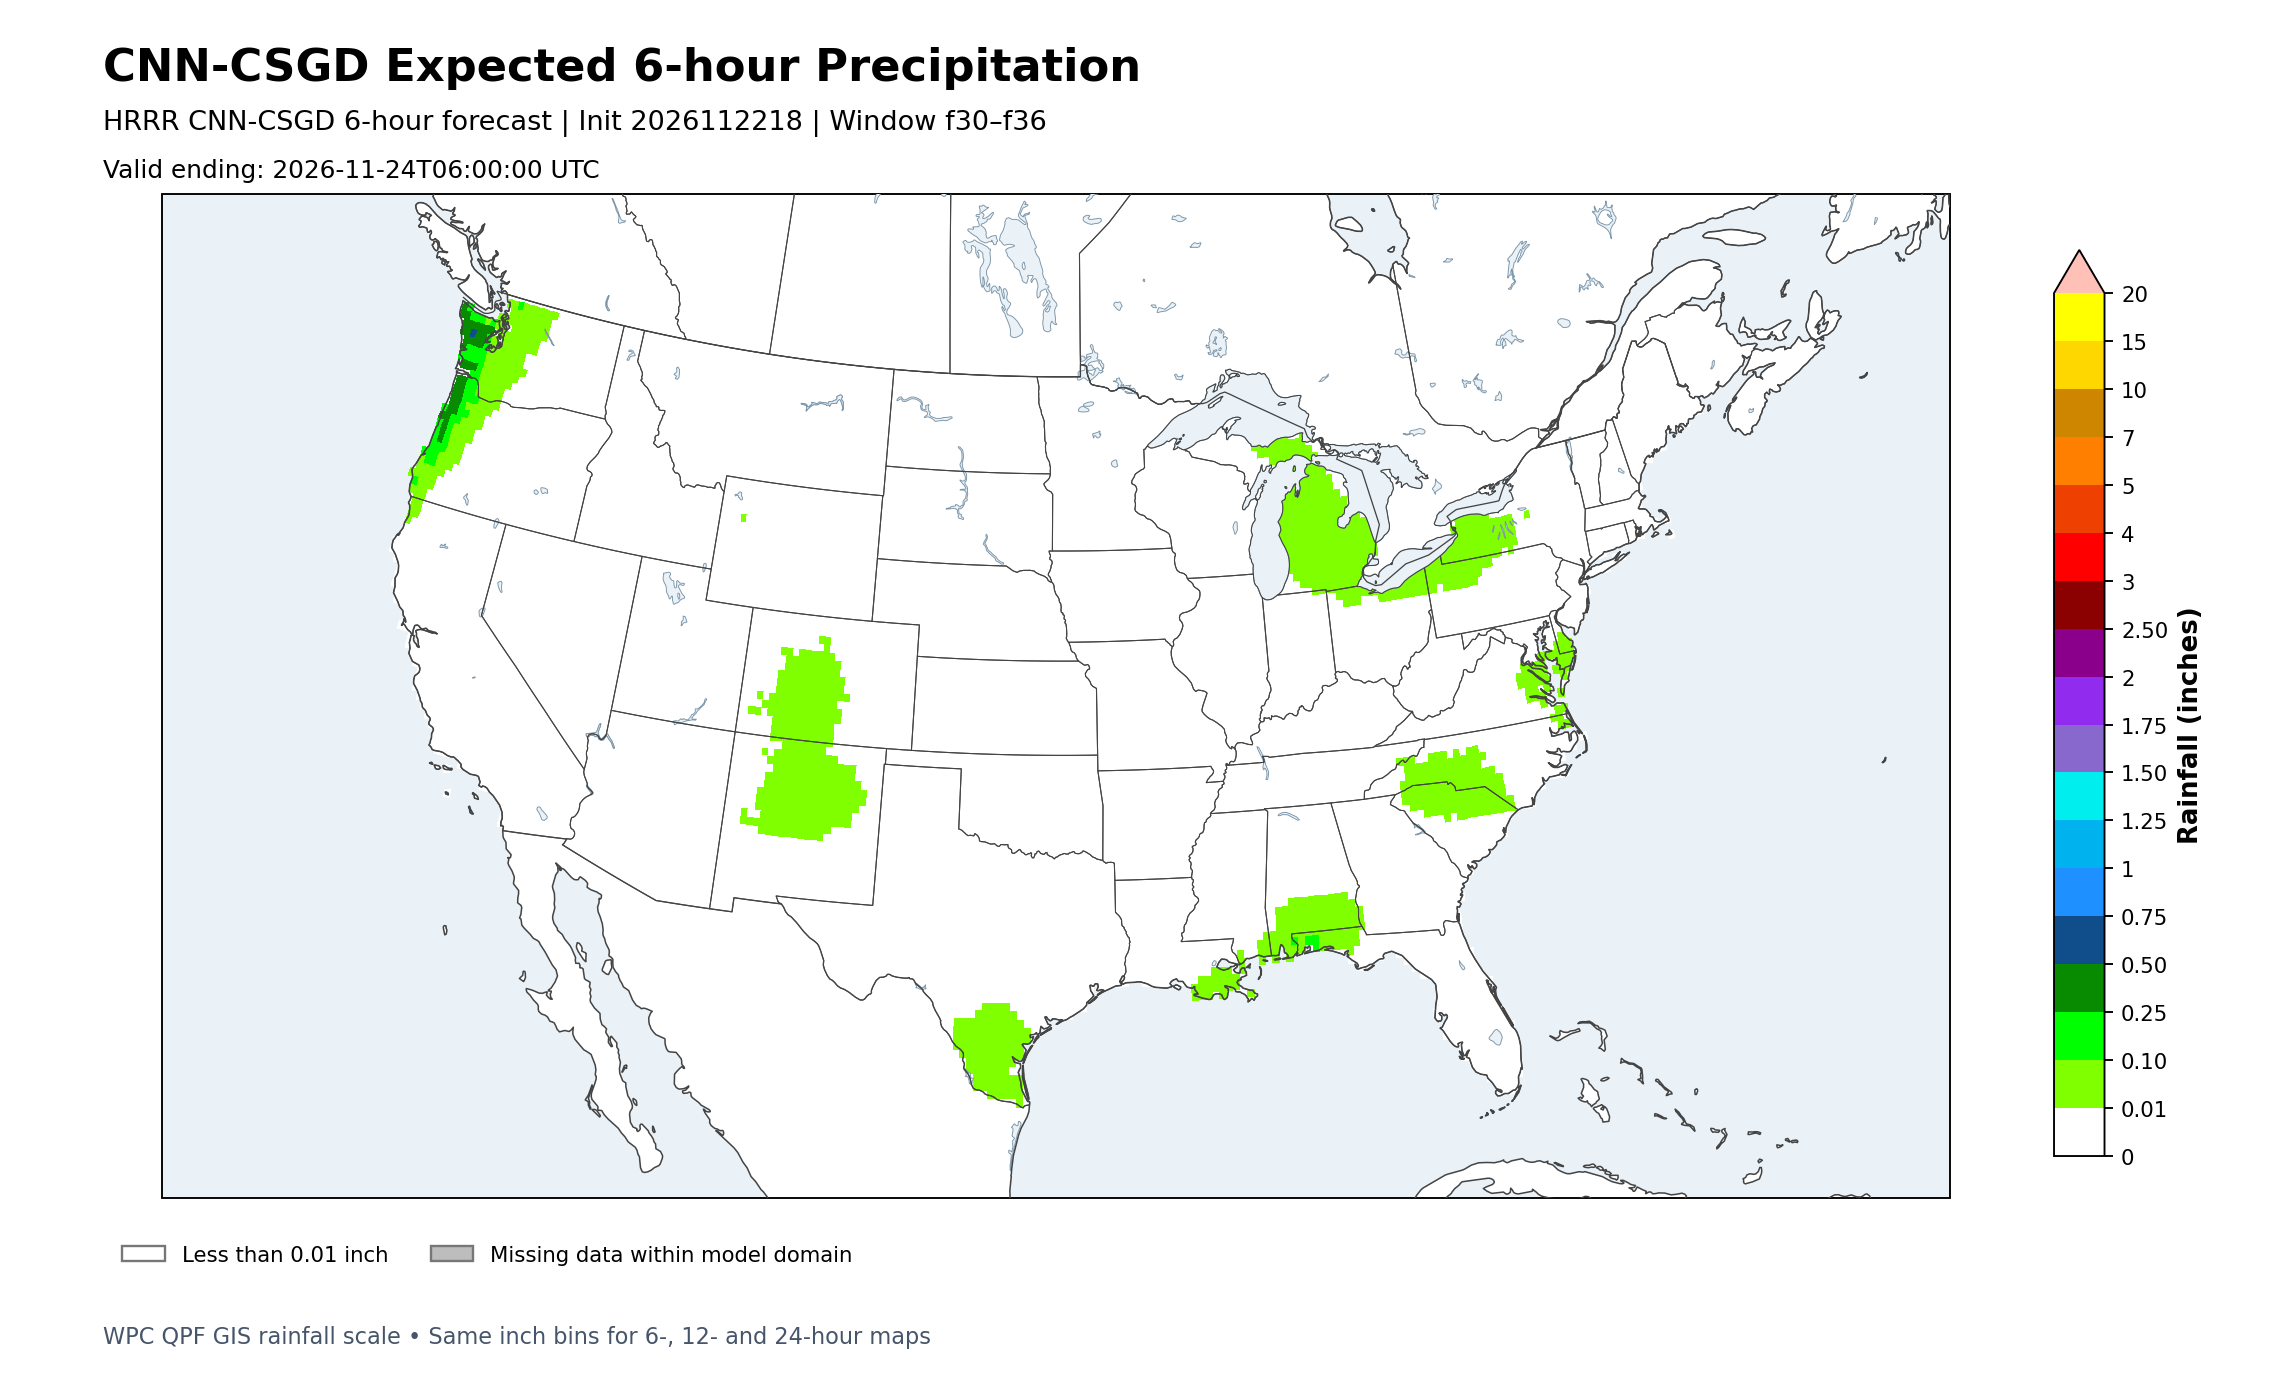 CNN-CSGD Expected 6-hour Precipitation
HRRR CNN-CSGD 6-hour forecast | Init 2026112218 | Window f30–f36
Valid ending: 2026-11-24T06:00:00 UTC
20
15
10
7
5
4
3
2.50
2
1.75
1.50
1.25
1
0.75
0.50
0.25
0.10
0.01
0
Rainfall (inches)
Less than 0.01 inch
Missing data within model domain
WPC QPF GIS rainfall scale • Same inch bins for 6-, 12- and 24-hour maps